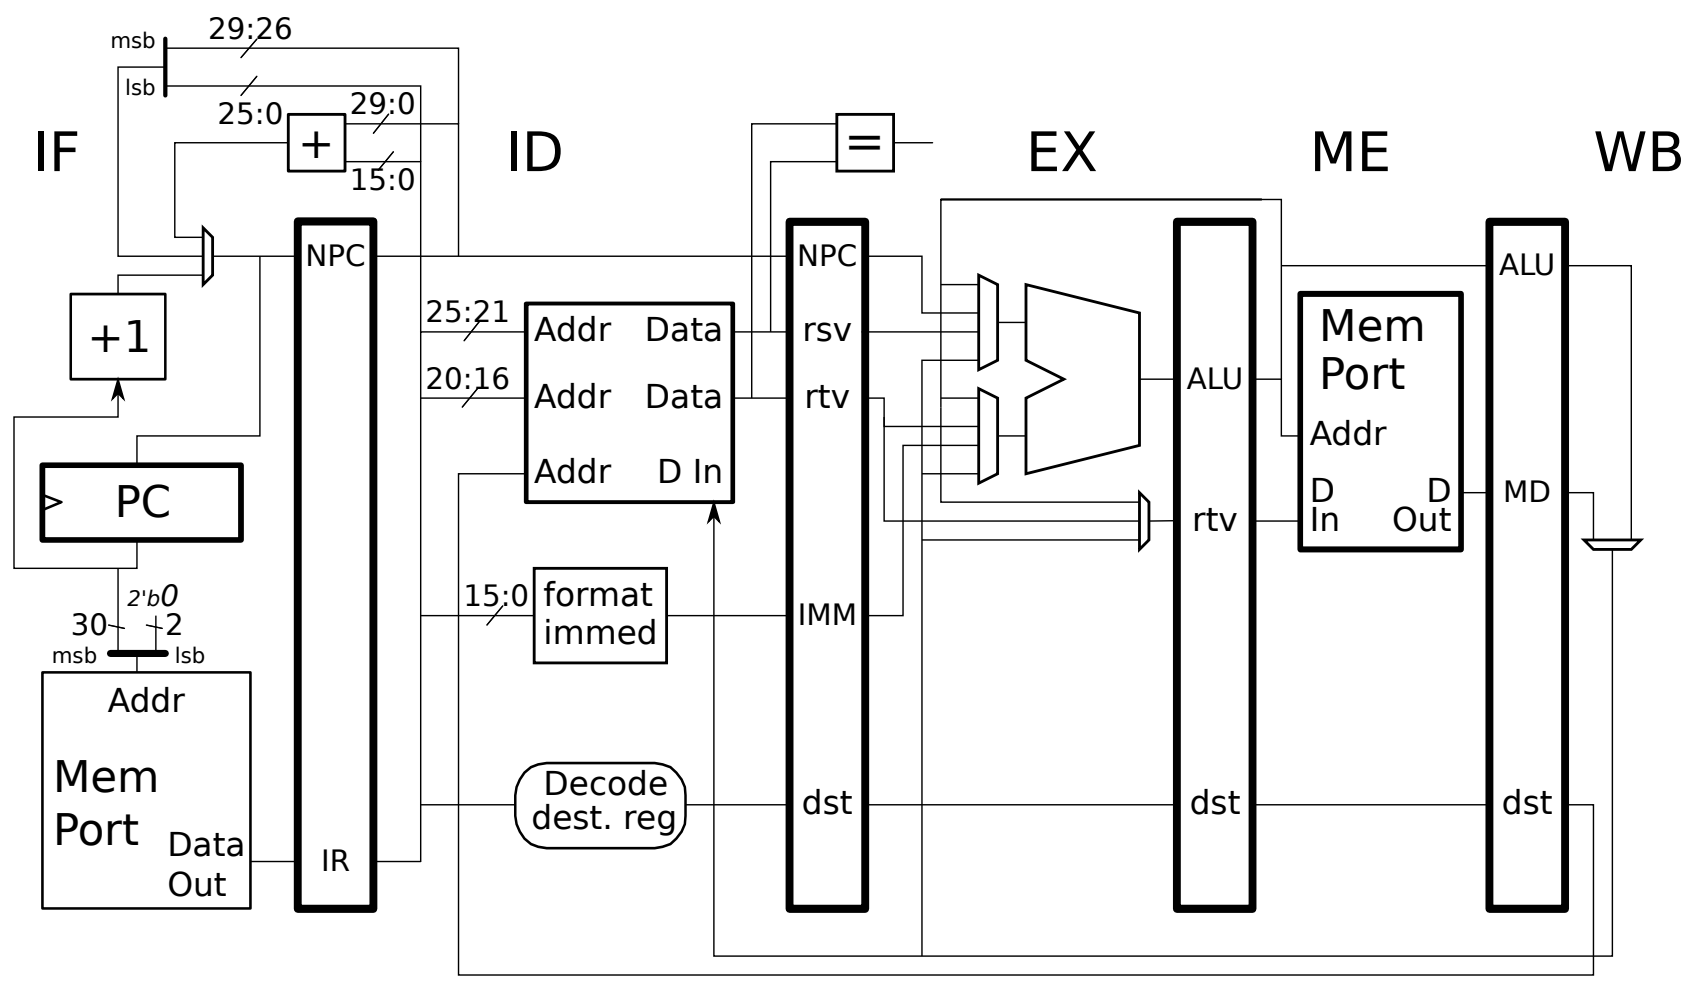 29:26
msb
lsb
25:0
29:0
+
15:0
IF
ID
=
EX
ME
WB
NPC
NPC
ALU
+1
25:21
20:16
Addr Data
Addr Data
Addr D In
rsv
rtv
ALU
Mem
Port
Addr
D
In
D
Out
MD
PC
rtv
2'b0
30
2
msb
lsb
15:0
format
immed
IMM
Addr
Mem
Port
Data
Out
IR
Decode
dest. reg
dst
dst
dst